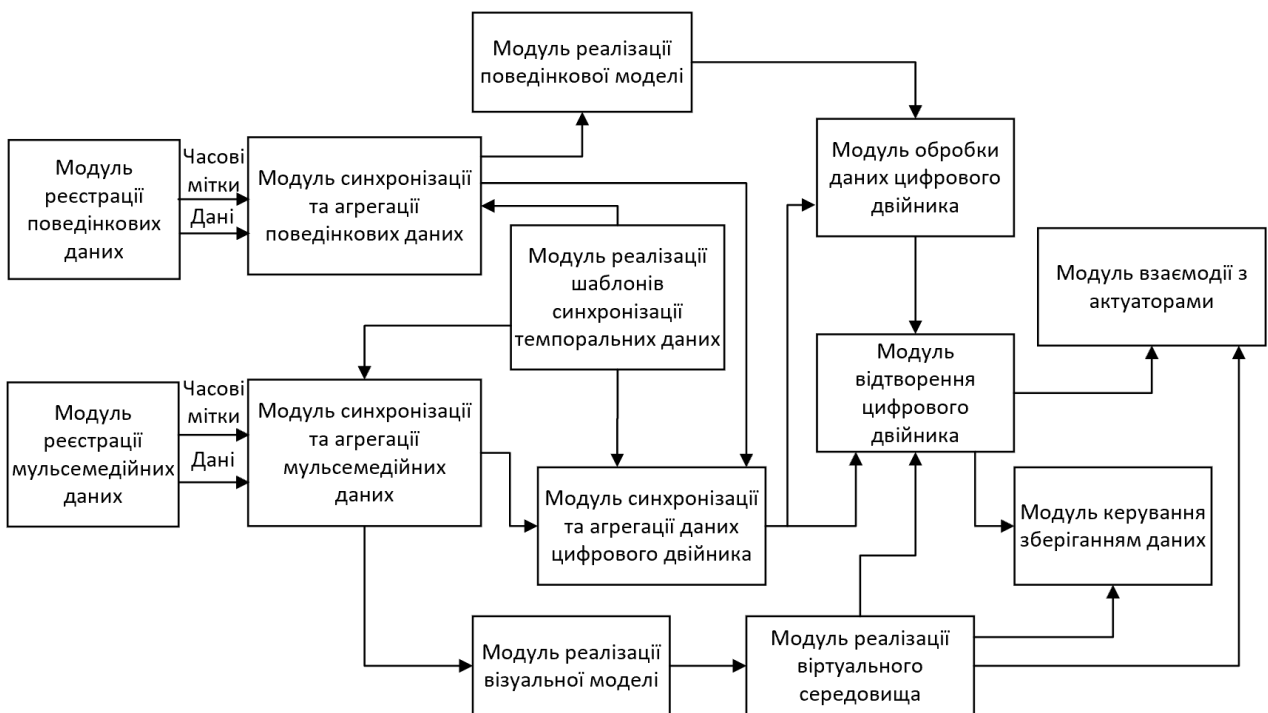 Модуль реалізації
поведінкової моделі
Модуль
реєстрації
поведінкових
даних
Часові
мітки
Дані
Модуль синхронізації
та агрегації
поведінкових даних
Модуль обробки
даних цифрового
двійника
Модуль реалізації
шаблонів
синхронізації
темпоральних даних
Модуль взаємодії з
актуаторами
Модуль
реєстрації
мульсемедійних
даних
Часові
мітки
Дані
Модуль синхронізації
та агрегації
мульсемедійних
даних
Модуль
відтворення
цифрового
двійника
Модуль синхронізації
та агрегації даних
цифрового двійника
Модуль керування
зберіганням даних
Модуль реалізації
візуальної моделі
Модуль реалізації
віртуального
середовища